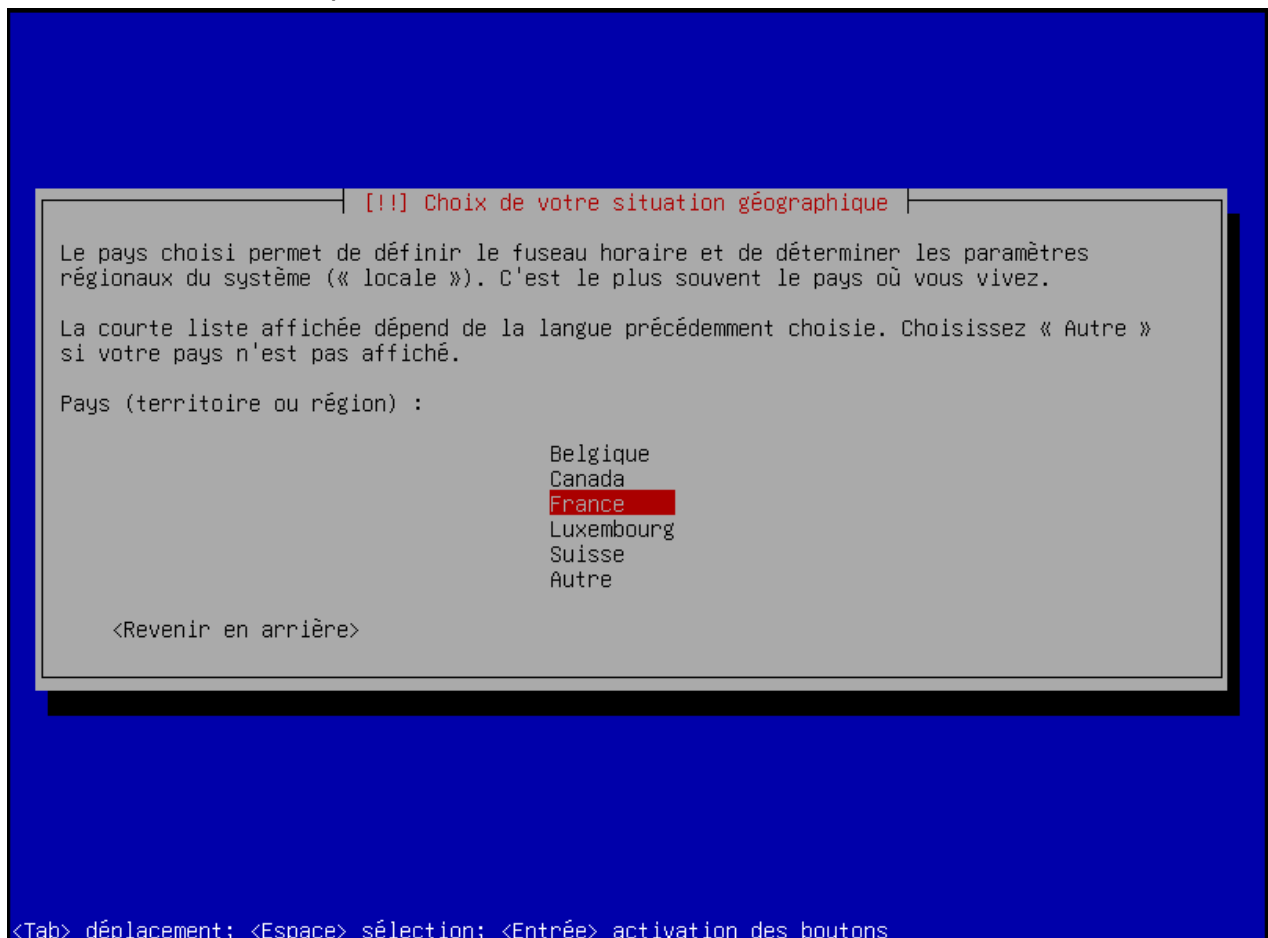 [!!] Choix de votre situation géographique
Le pays choisi permet de définir le fuseau horaire et de déterminer les paramètres
régionaux du système (« locale »). C'est le plus souvent le pays où vous vivez.
La courte liste affichée dépend de la langue précédemment choisie. Choisissez « Autre »
si votre pays n'est pas affiché.
Pays (territoire ou région) :
Belgique
Canada
France
Luxembourg
Suisse
Autre
<Revenir en arrière>
<Tab> déplacement; <Espace> sélection; <Entrée> activation des boutons